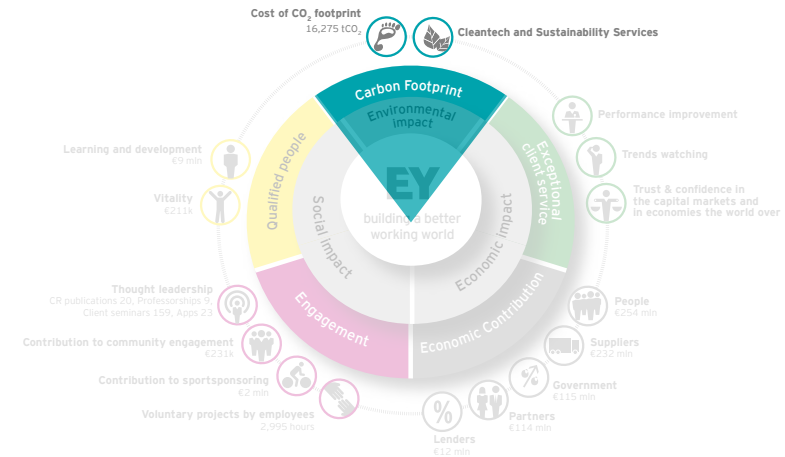 Cost of CO2 footprint
16,275 tCO2
Cleantech and Sustainability Services
Carbon Footprint
Environmental
impact
EY
building a better
working world
Qualified people
Social impact
Exceptional
client service
Economic impact
Engagement
Economic Contribution
Learning and development
€9 mln
Vitality
€211k
Thought leadership
CR publications 20, Professorships 9,
Client seminars 159, Apps 23
Contribution to community engagement
€231k
Contribution to sportsponsoring
€2 mln
Voluntary projects by employees
2,995 hours
Performance improvement
Trends watching
Trust & confidence in
the capital markets and
in economies the world over
People
€254 mln
Suppliers
€232 mln
Government
€115 mln
Partners
€114 mln
%
Lenders
€12 mln